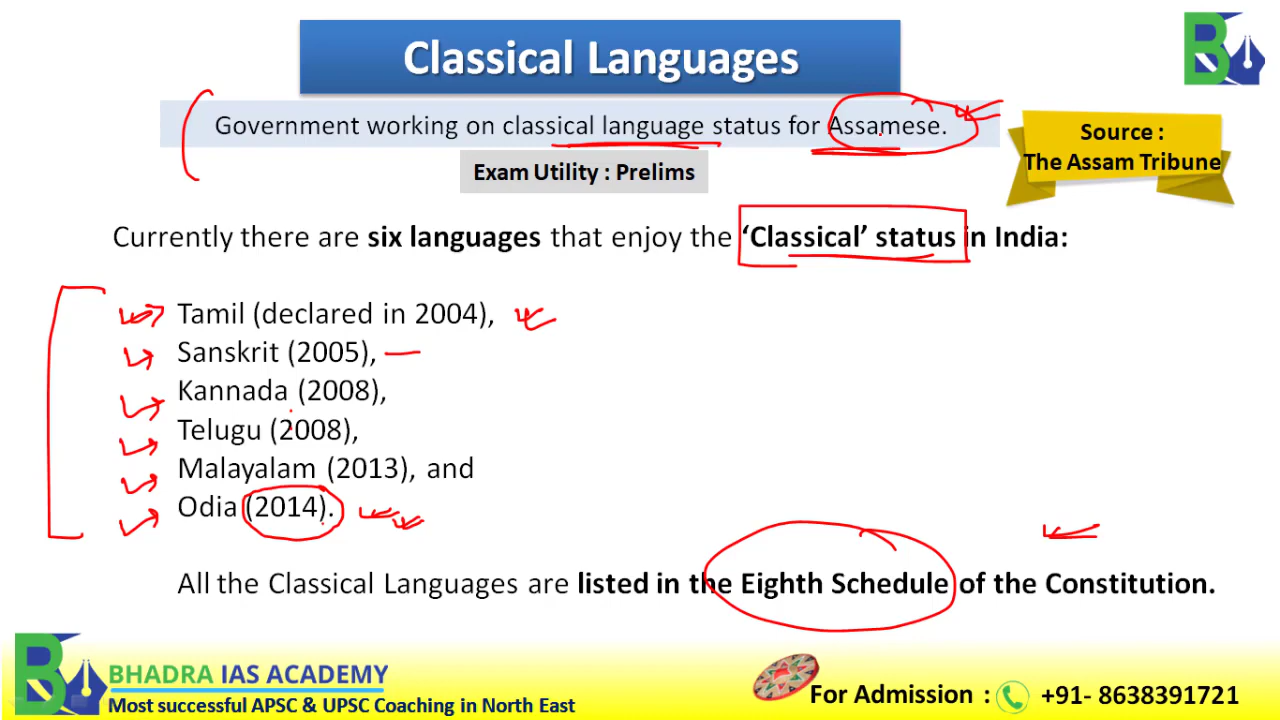 Classical Languages
Government working on classical language status for Assamese.
Source :
The Assam Tribune
Exam Utility : Prelims
Currently there are six languages that enjoy the ‘Classical’ status in India:
Tamil (declared in 2004),
Sanskrit (2005),
Kannada (2008),
Telugu (2008),
Malayalam (2013), and
Odia (2014).
All the Classical Languages are listed in the Eighth Schedule of the Constitution.
BHADRA IAS ACADEMY
Most successful APSC & UPSC Coaching in North East
For Admission : +91- 8638391721